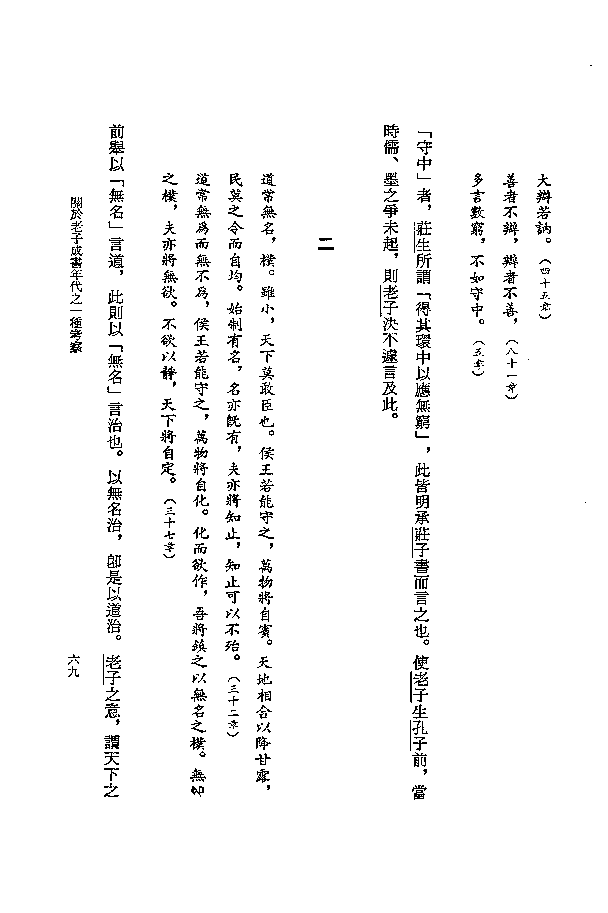 大辯若訥。（四十五章）
善者不辯，辯者不善，（八十一章）
多言數窮，不如守中。（五章）
「守中」者，莊生所謂「得其環中以應無窮」，此皆明承莊子書而言之也。使老子生孔子前，當
時儒、墨之爭未起，則老子決不遽言及此。
二
道常無名，樸。雖小，天下莫敢臣也。侯王若能守之，萬物將自賓。天地相合以降甘露，
民莫之令而自均。始制有名，名亦既有，夫亦將知止，知止可以不殆。（三十二章）
道常無為而無不為，侯王若能守之，萬物將自化。化而欲作，吾將鎮之以無名之樸。無名
之樸，夫亦將無欲。不欲以靜，天下將自定。（三十七章）
前舉以「無名」言道，此則以「無名」言治也。以無名治，卽是以道治。老子之意，謂天下之
關於老子成書年代之一種考察
六九